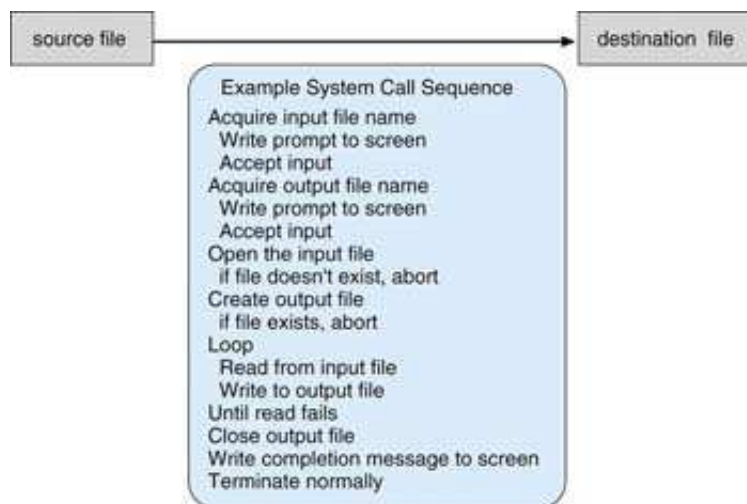 source file
destination file
Example System Call Sequence
Acquire input file name
Write prompt to screen
Accept input
Acquire output file name
Write prompt to screen
Accept input
Open the input file
if file doesn't exist, abort
Create output file
if file exists, abort
Loop
Read from input file
Write to output file
Until read fails
Close output file
Write completion message to screen
Terminate normally